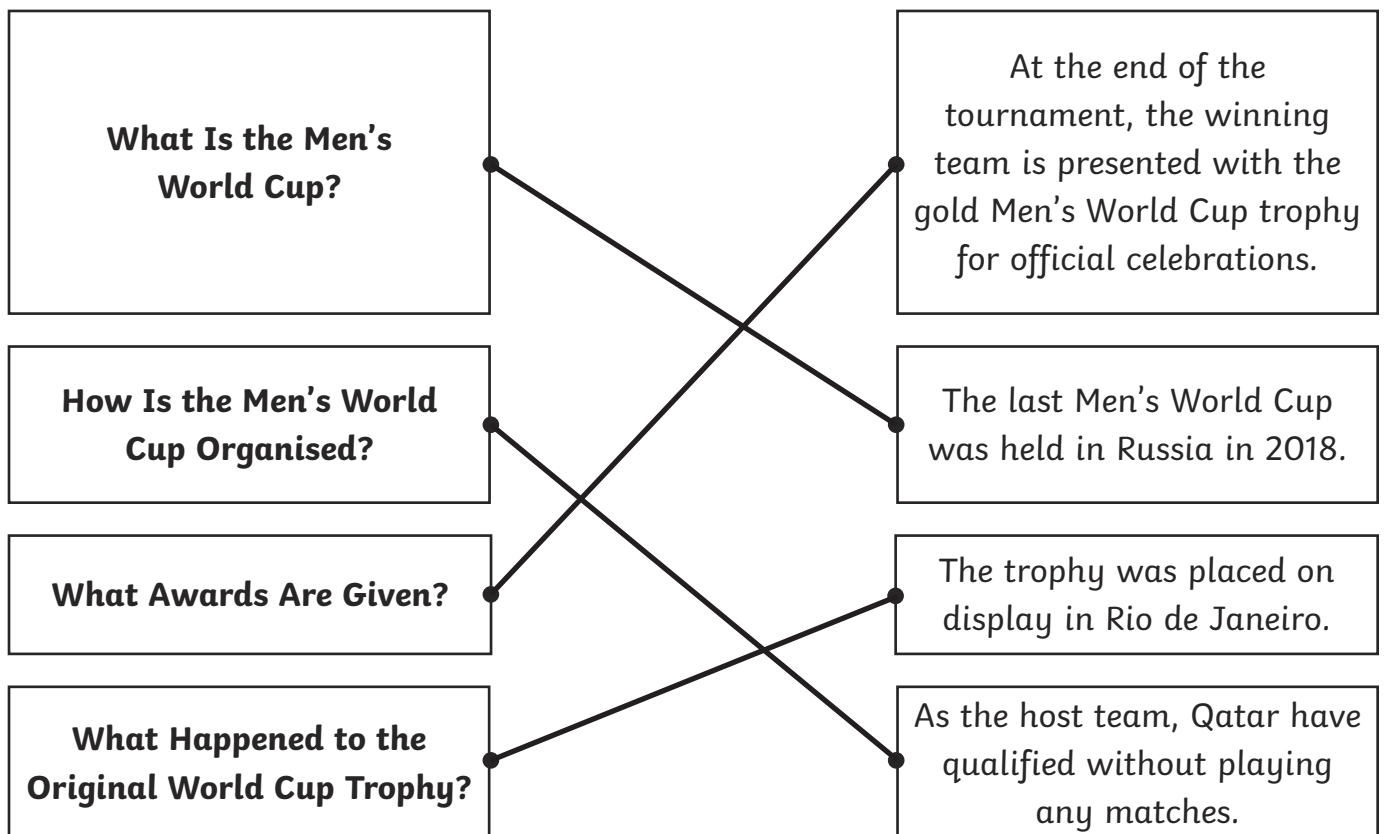 What Is the Men’s
World Cup?
How Is the Men’s World
Cup Organised?
What Awards Are Given?
What Happened to the
Original World Cup Trophy?
At the end of the
tournament, the winning
team is presented with the
gold Men’s World Cup trophy
for official celebrations.
The last Men’s World Cup
was held in Russia in 2018.
The trophy was placed on
display in Rio de Janeiro.
As the host team, Qatar have
qualified without playing
any matches.